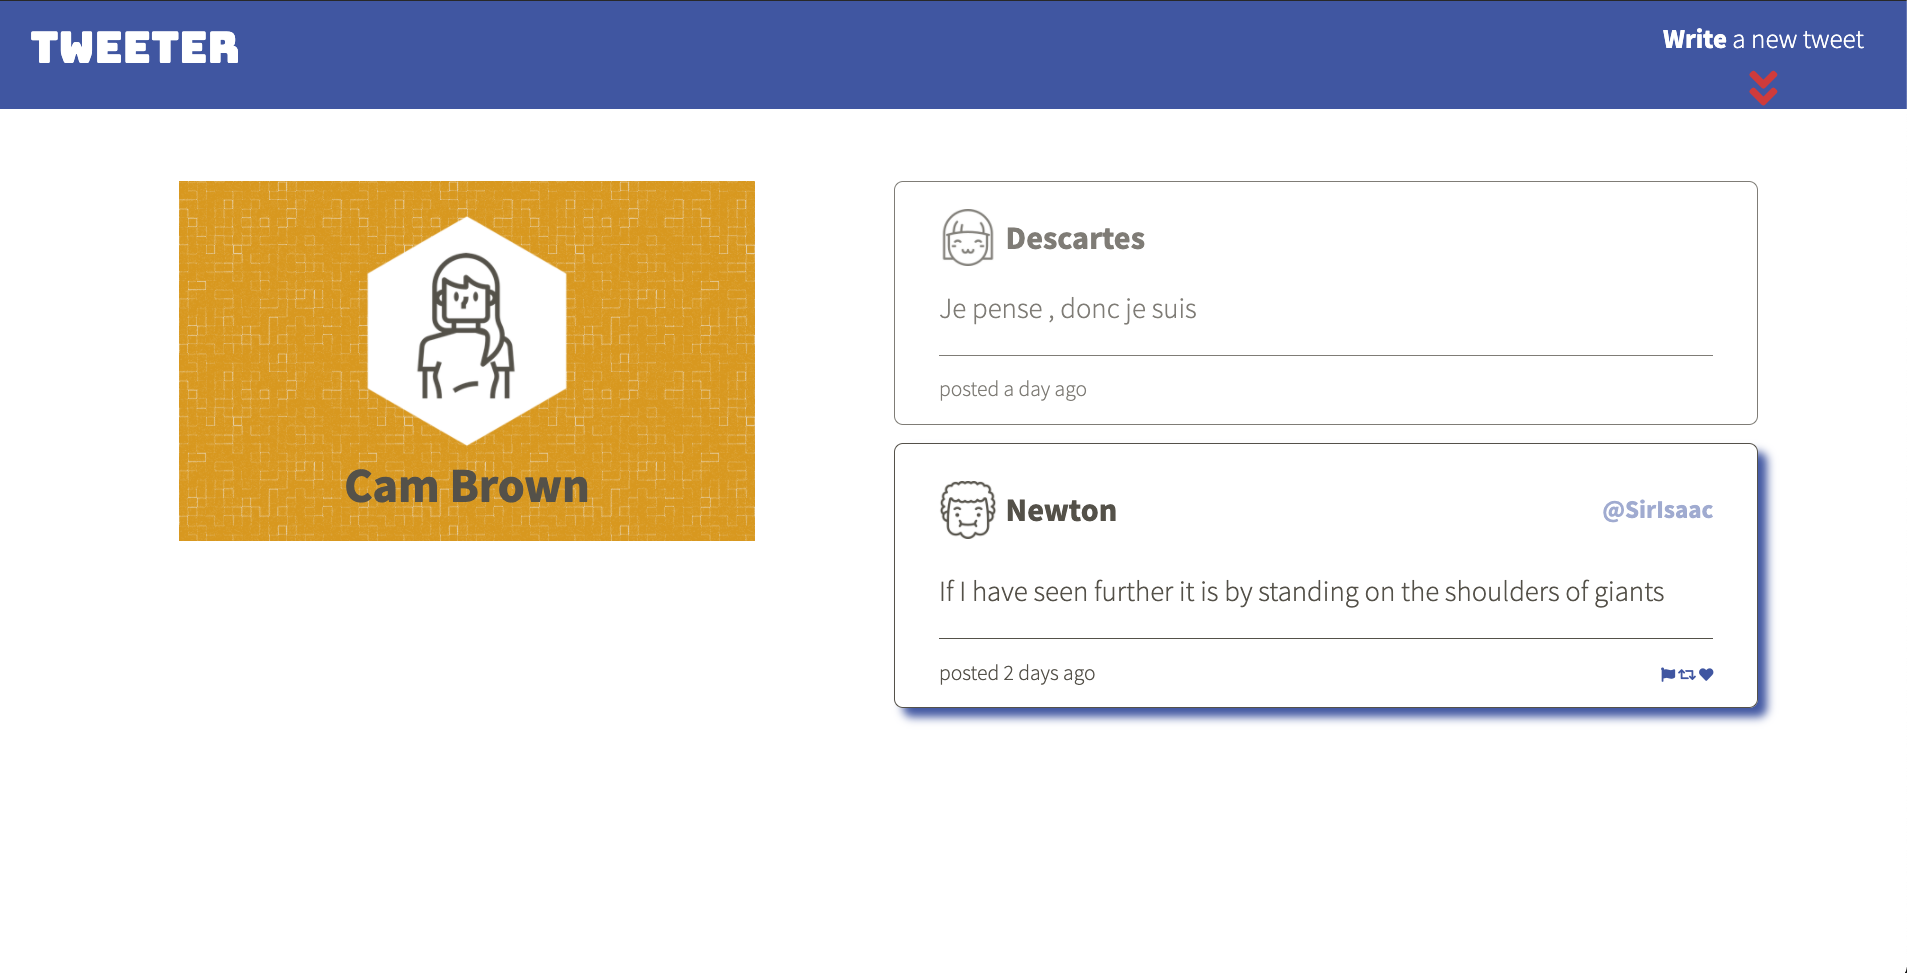 TWEETER
Write a new tweet
Cam Brown
Descartes
Je pense , donc je suis
posted a day ago
Newton
@SirIsaac
If I have seen further it is by standing on the shoulders of giants
posted 2 days ago